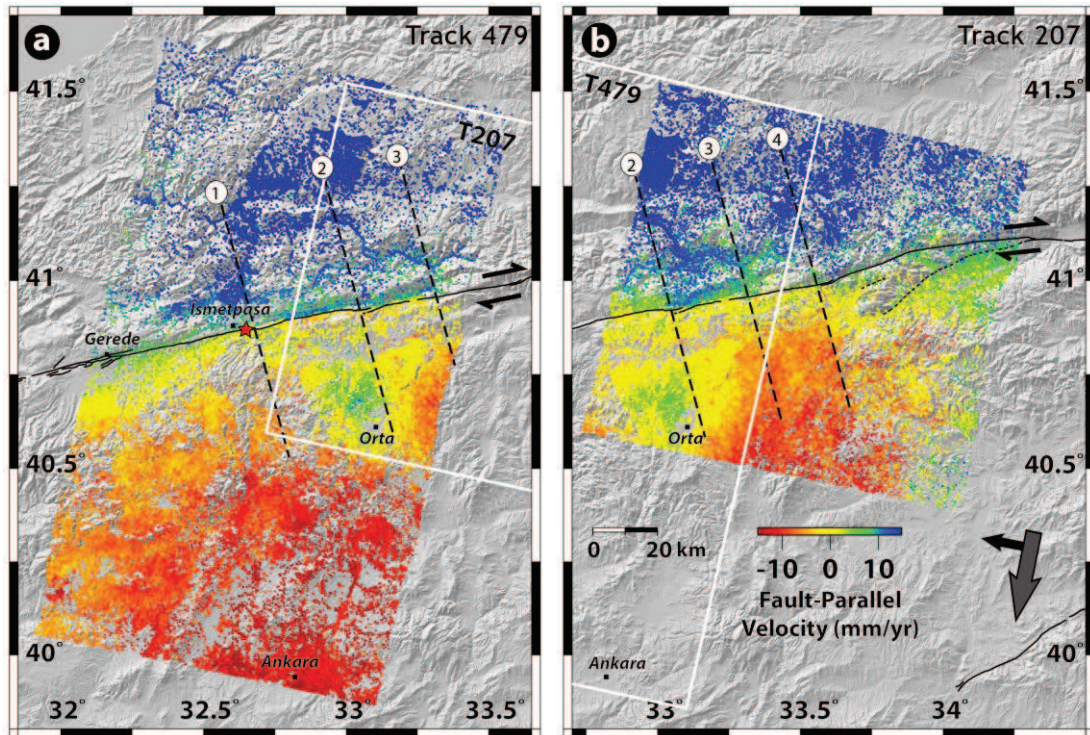 a
Track 479
41.5°
T207
1
2
3
41°
Ismetpaşa
Gerede
Orta
40.5°
40°
Ankara
32°
32.5°
33°
33.5°
b
Track 207
T479
41.5°
2
3
4
41°
Orta
40.5°
0 20 km
-10 0 10
Fault-Parallel
Velocity (mm/yr)
Ankara
40°
33°
33.5°
34°